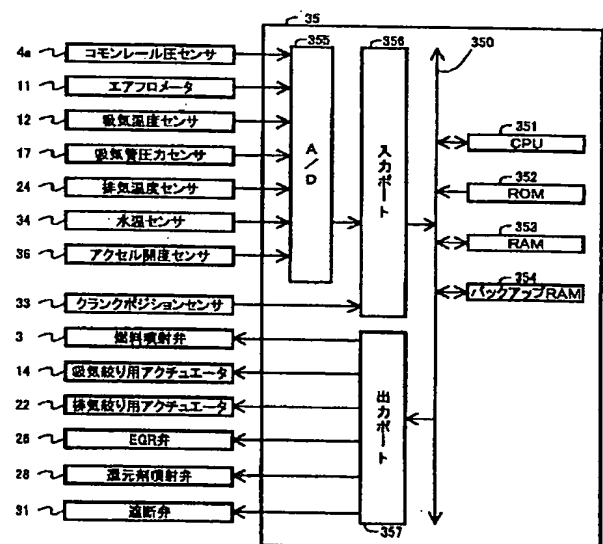 35
4a コモンレール圧センサ
355
356
350
11 エアフロメータ
12 吸気温度センサ
17 吸気管圧力センサ
24 排気温度センサ
34 水温センサ
36 アクセル開度センサ
A/D
入力ポート
351
CPU
352
ROM
353
RAM
354
バックアップRAM
33 クランクポジションセンサ
3 燃料噴射弁
14 吸気絞り用アクチュエータ
22 排気絞り用アクチュエータ
26 EGR弁
28 還元剤噴射弁
31 遮断弁
出力ポート
357